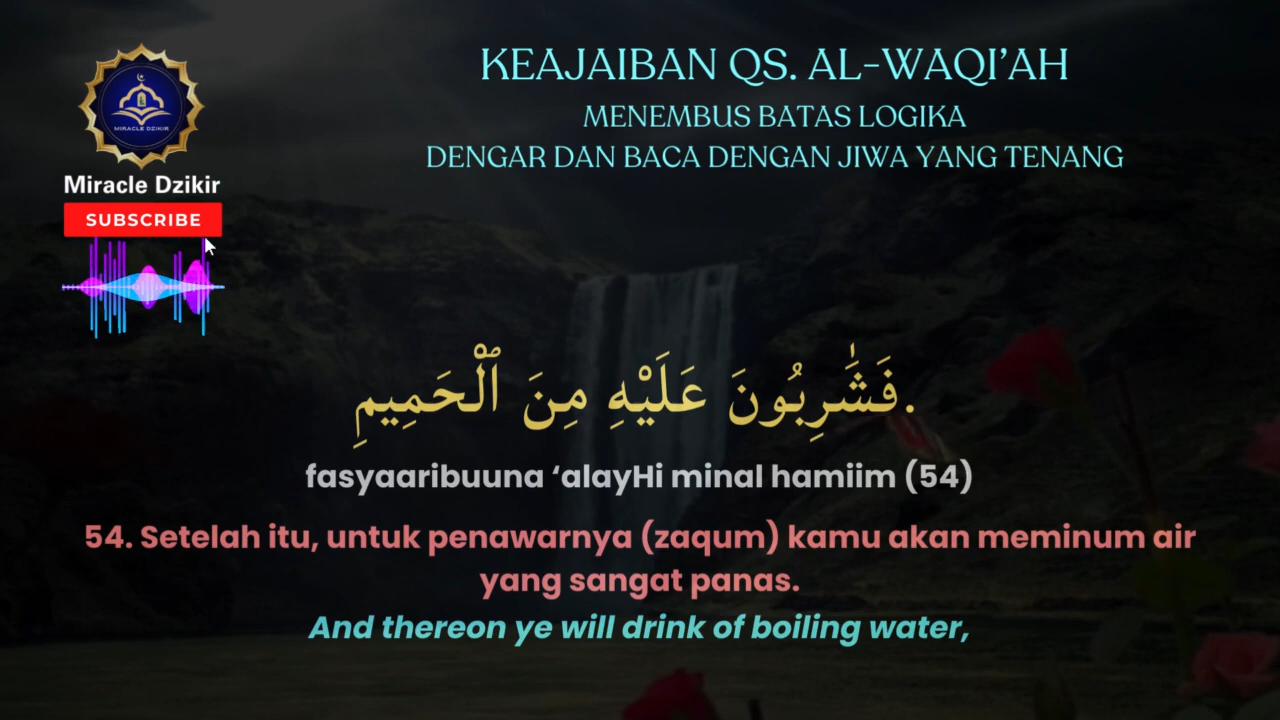 KEAJAIBAN QS. AL-WAQI’AH
MENEMBUS BATAS LOGIKA
DENGAR DAN BACA DENGAN JIWA YANG TENANG
MIRACLE DZIKIR
Miracle Dzikir
SUBSCRIBE
فَشَٰرِبُونَ عَلَيْهِ مِنَ ٱلْحَمِيمِ.
fasyaaribuuna ‘alayHi minal hamiim (54)
54. Setelah itu, untuk penawarnya (zaqum) kamu akan meminum air
yang sangat panas.
And thereon ye will drink of boiling water,